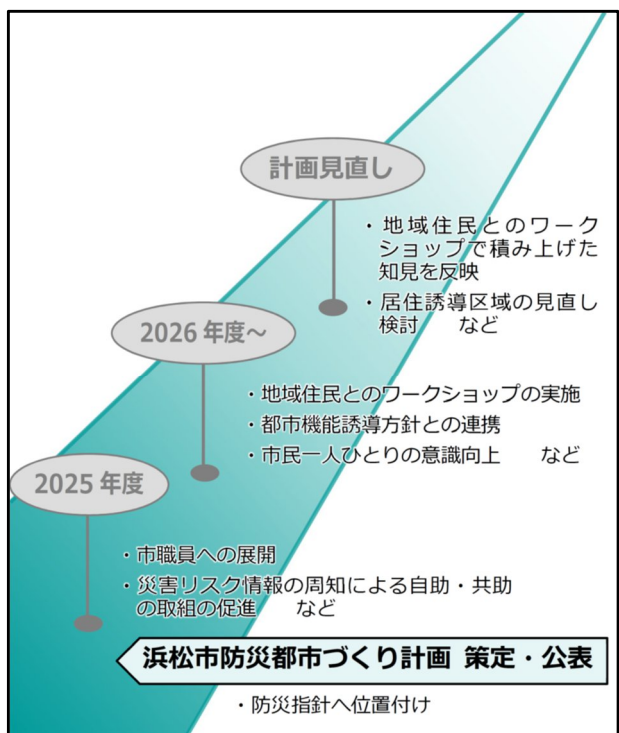 計画見直し
・地域住民とのワーク
ショップで積み上げた
知見を反映
・居住誘導区域の見直し
検討　など
2026年度～
・地域住民とのワークショップの実施
・都市機能誘導方針との連携
・市民一人ひとりの意識向上　など
2025年度
・市職員への展開
・災害リスク情報の周知による自助・共助
の取組の促進　など
浜松市防災都市づくり計画 策定・公表
・防災指針へ位置付け